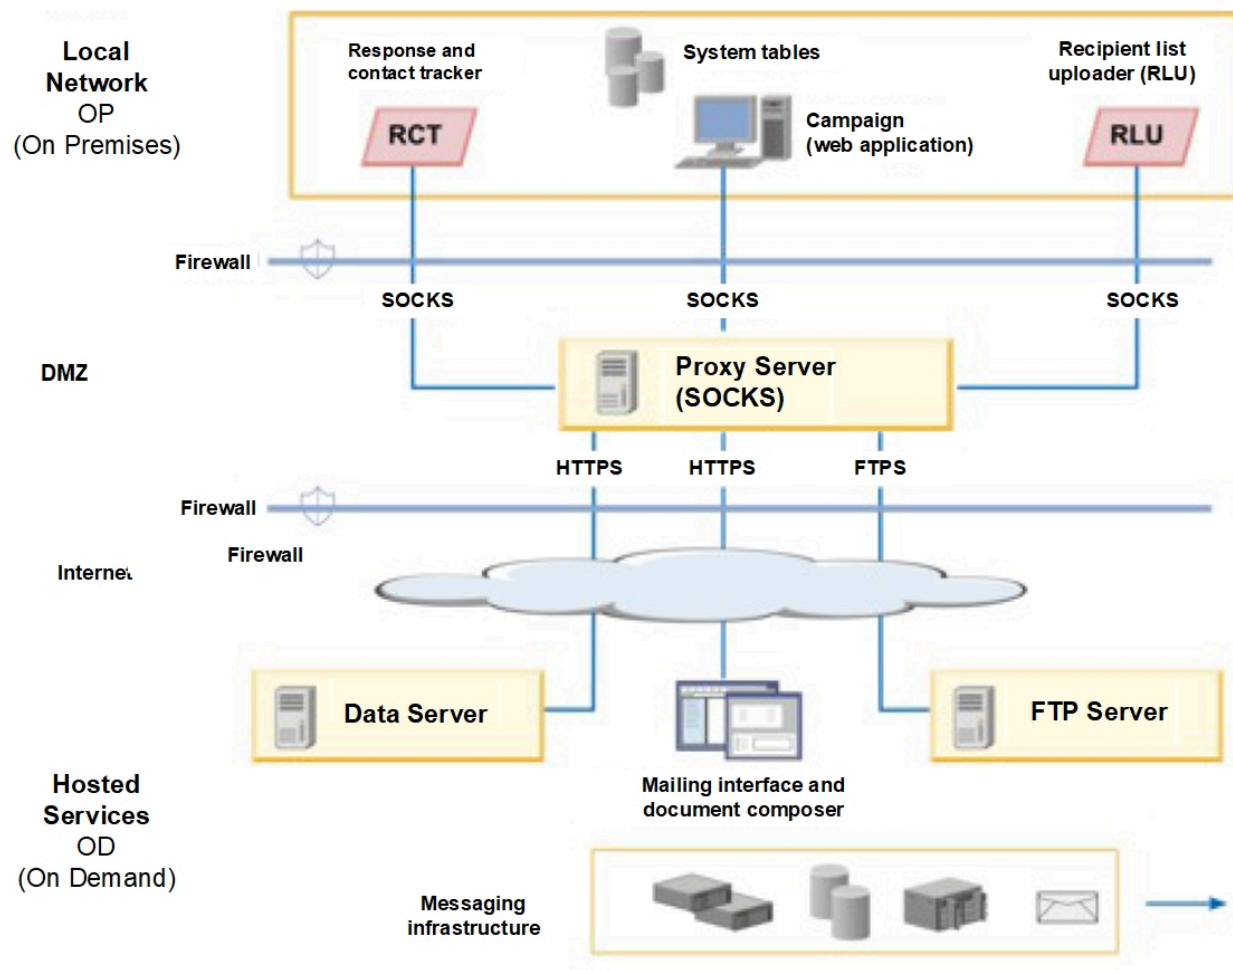 Local
Network
OP
(On Premises)
Response and
contact tracker
System tables
Recipient list
uploader (RLU)
RCT
Campaign
(web application)
RLU
Firewall
SOCKS
SOCKS
SOCKS
DMZ
Proxy Server
(SOCKS)
HTTPS
HTTPS
FTPS
Firewall
Firewall
Internet
Data Server
FTP Server
Mailing interface and
document composer
Hosted
Services
OD
(On Demand)
Messaging
infrastructure